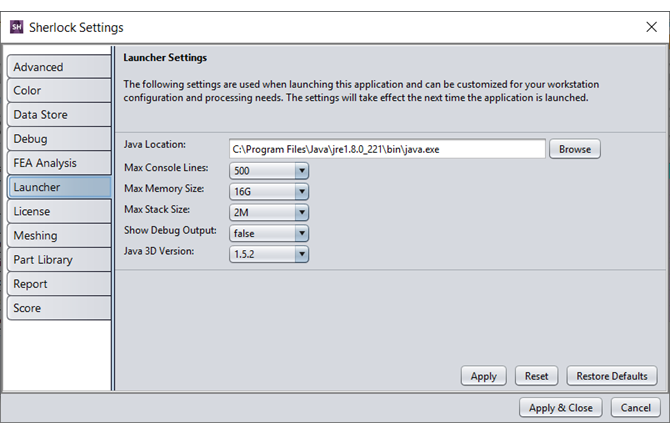 SH Sherlock Settings
Advanced
Color
Data Store
Debug
FEA Analysis
Launcher
License
Meshing
Part Library
Report
Score
Launcher Settings
The following settings are used when launching this application and can be customized for your workstation
configuration and processing needs. The settings will take effect the next time the application is launched.
Java Location: C:\Program Files\Java\jre1.8.0_221\bin\java.exe Browse
Max Console Lines: 500
Max Memory Size: 16G
Max Stack Size: 2M
Show Debug Output: false
Java 3D Version: 1.5.2
Apply Reset Restore Defaults
Apply & Close Cancel